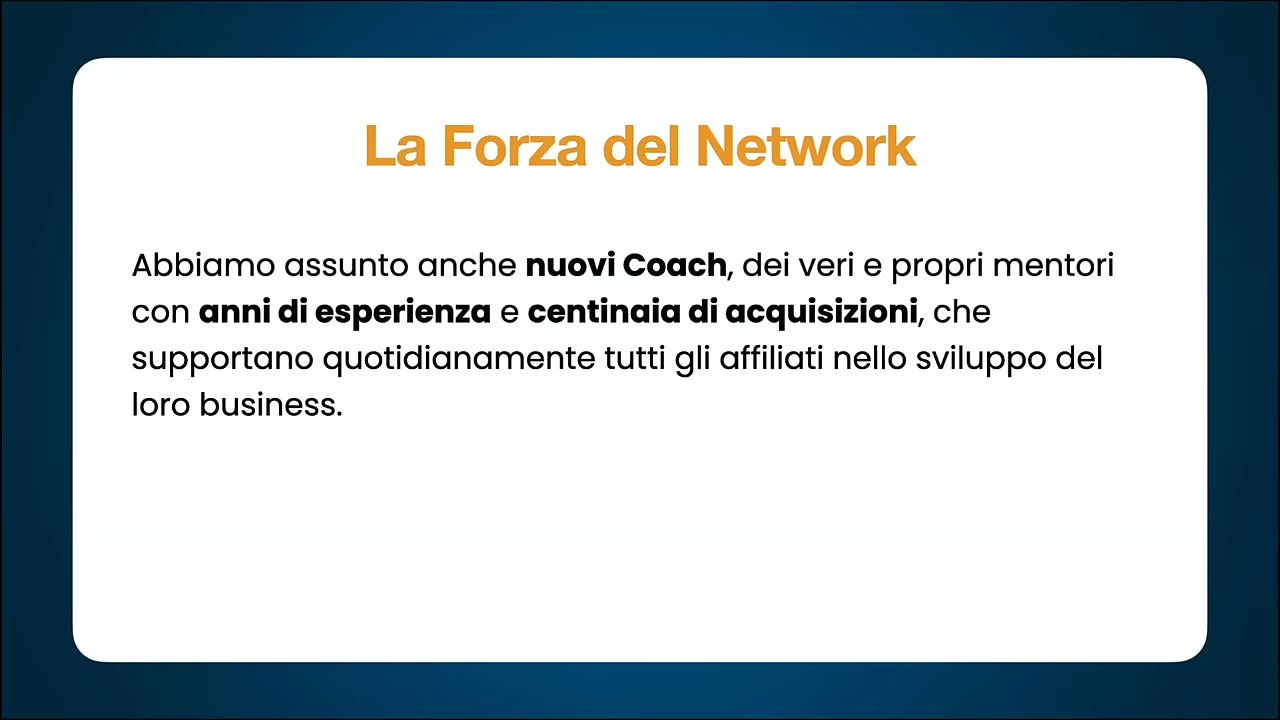 La Forza del Network
Abbiamo assunto anche nuovi Coach, dei veri e propri mentori
con anni di esperienza e centinaia di acquisizioni, che
supportano quotidianamente tutti gli affiliati nello sviluppo del
loro business.